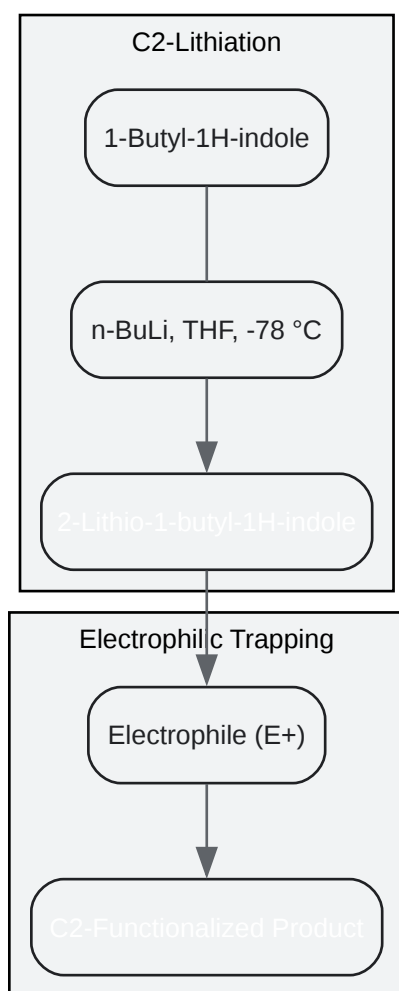 C2-Lithiation
1-Butyl-1H-indole
n-BuLi, THF, -78 °C
2-Lithio-1-butyl-1H-indole
Electrophilic Trapping
Electrophile (E+)
C2-Functionalized Product